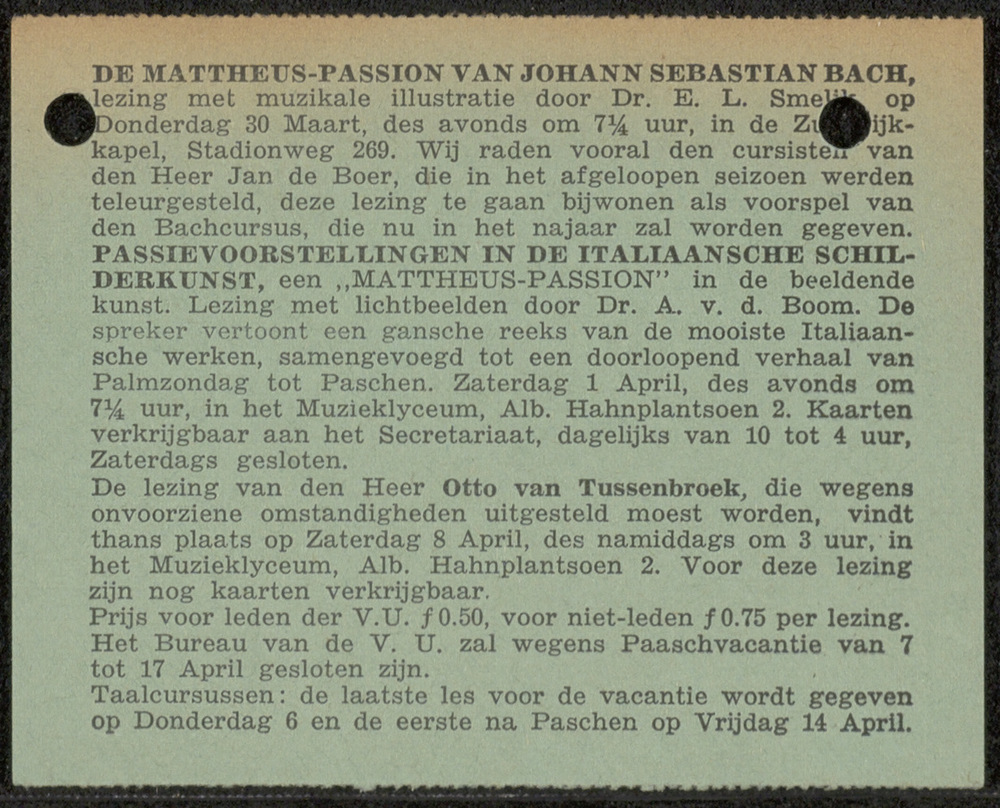 DE MATTHEUS-PASSION VAN JOHANN SEBASTIAN BACH,
lezing met muzikale illustratie door Dr. E. L. op
Donderdag 30 Maart, des avonds om 7¼ uur, in de
kapel, Stadionweg 269. Wij raden vooral den cursisten van
den Heer Jan de Boer, die in het afgeloopen seizoen werden
teleurgesteld, deze lezing te gaan bijwonen als voorspel van
den Bachcursus, die nu in het najaar zal worden gegeven.
PASSIEVOORSTELLINGEN IN DE ITALIAANSCHE SCHIL-
DERKUNST, een „MATTHEUS-PASSION” in de beeldende
kunst. Lezing met lichtbeelden door Dr. A. v. d. Boom. De
spreker vertoont een gansche reeks van de mooiste Italiaan-
sche werken, samengevoegd tot een doorloopend verhaal van
Palmzondag tot Paschen. Zaterdag 1 April, des avonds om
7¼ uur, in het Muzieklyceum, Alb. Hahnplantsoen 2. Kaarten
verkrijgbaar aan het Secretariaat, dagelijks van 10 tot 4 uur,
Zaterdags gesloten.
De lezing van den Heer Otto van Tussenbroek, die wegens
onvoorziene omstandigheden uitgesteld moest worden, vindt
thans plaats op Zaterdag 8 April, des namiddags om 3 uur, in
het Muzieklyceum, Alb. Hahnplantsoen 2. Voor deze lezing
zijn nog kaarten verkrijgbaar.
Prijs voor leden der V.U. ƒ 0.50, voor niet-leden ƒ 0.75 per lezing.
Het Bureau van de V. U. zal wegens Paaschvacantie van 7
tot 17 April gesloten zijn.
Taalcursussen: de laatste les voor de vacantie wordt gegeven
op Donderdag 6 en de eerste na Paschen op Vrijdag 14 April.